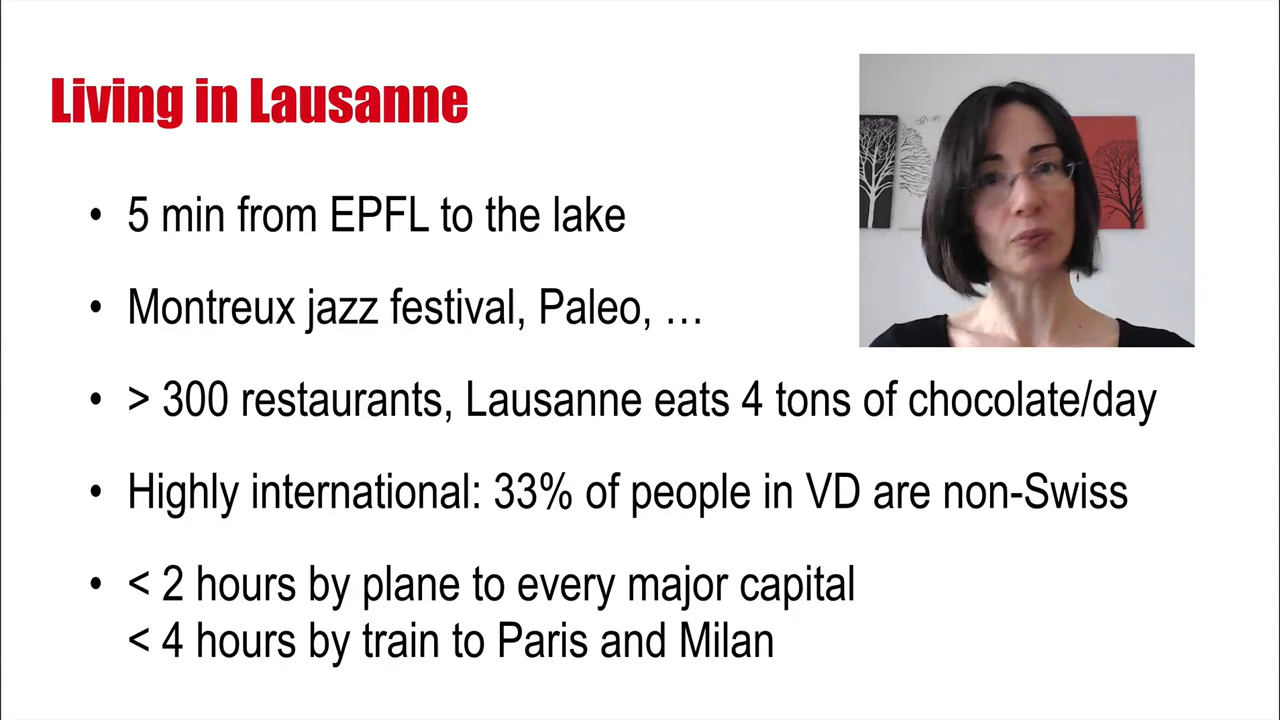 Living in Lausanne
• 5 min from EPFL to the lake
• Montreux jazz festival, Paleo, …
• > 300 restaurants, Lausanne eats 4 tons of chocolate/day
• Highly international: 33% of people in VD are non-Swiss
• < 2 hours by plane to every major capital
< 4 hours by train to Paris and Milan